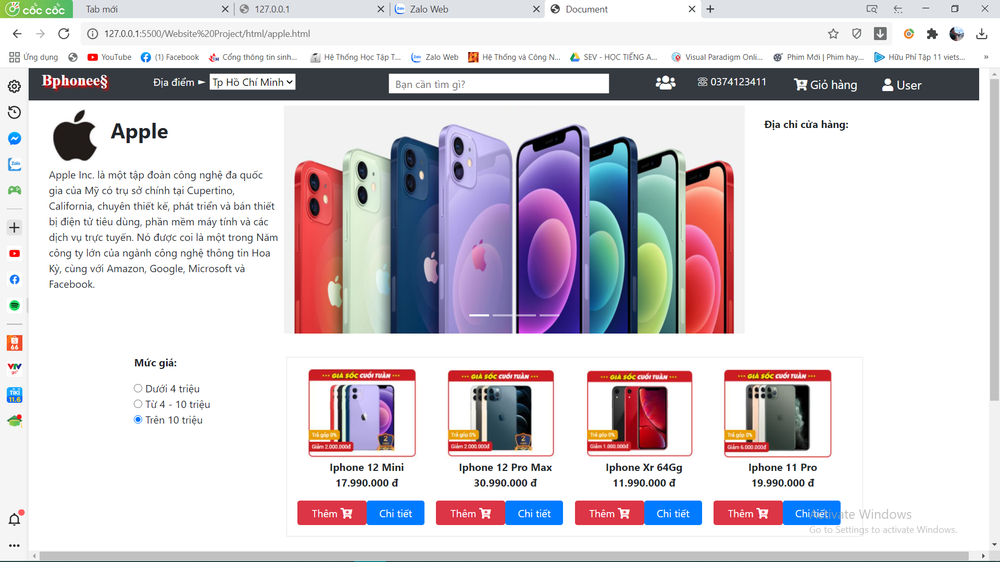 cốc cốc
Tab mới
127.0.0.1
Zalo Web
Document
127.0.0.1:5500/Website%20Project/html/apple.html
Ứng dụng
YouTube
(1) Facebook
Cổng thông tin sinh...
Hệ Thống Học Tập T...
Zalo Web
Hệ Thống và Công N...
SEV - HỌC TIẾNG A...
Visual Paradigm Onli...
Phim Mới | Phim hay...
Hữu Phỉ Tập 11 viets...
»
Bphonee§
Địa điểm ►
Tp Hồ Chí Minh
Bạn cần tìm gì?
☏ 0374123411
Giỏ hàng
User
Apple
Apple Inc. là một tập đoàn công nghệ đa quốc
gia của Mỹ có trụ sở chính tại Cupertino,
California, chuyên thiết kế, phát triển và bán thiết
bị điện tử tiêu dùng, phần mềm máy tính và các
dịch vụ trực tuyến. Nó được coi là một trong Năm
công ty lớn của ngành công nghệ thông tin Hoa
Kỳ, cùng với Amazon, Google, Microsoft và
Facebook.
Địa chỉ cửa hàng:
Zalo
66
VTV
go
TIKI
11.6
Mức giá:
Dưới 4 triệu
Từ 4 - 10 triệu
Trên 10 triệu
GIÁ SỐC CUỐI TUẦN
Trả góp 0%
Giảm 2.000.000đ
2
năm
Iphone 12 Mini
17.990.000 đ
Thêm
Chi tiết
GIÁ SỐC CUỐI TUẦN
Trả góp 0%
Giảm 2.000.000đ
2
năm
Iphone 12 Pro Max
30.990.000 đ
Thêm
Chi tiết
GIÁ SỐC CUỐI TUẦN
Trả góp 0%
Giảm 1.000.000đ
Iphone Xr 64Gg
11.990.000 đ
Thêm
Chi tiết
GIÁ SỐC CUỐI TUẦN
Trả góp 0%
Giảm 6.000.000đ
Iphone 11 Pro
19.990.000 đ
Thêm
Chi tiết
Activate Windows
Go to Settings to activate Windows.